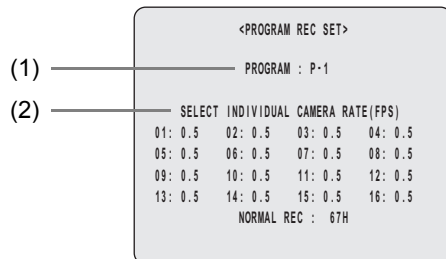 <PROGRAM REC SET>
(1)
PROGRAM : P-1
(2)
SELECT INDIVIDUAL CAMERA RATE(FPS)
01: 0.5 02: 0.5 03: 0.5 04: 0.5
05: 0.5 06: 0.5 07: 0.5 08: 0.5
09: 0.5 10: 0.5 11: 0.5 12: 0.5
13: 0.5 14: 0.5 15: 0.5 16: 0.5
NORMAL REC : 67H